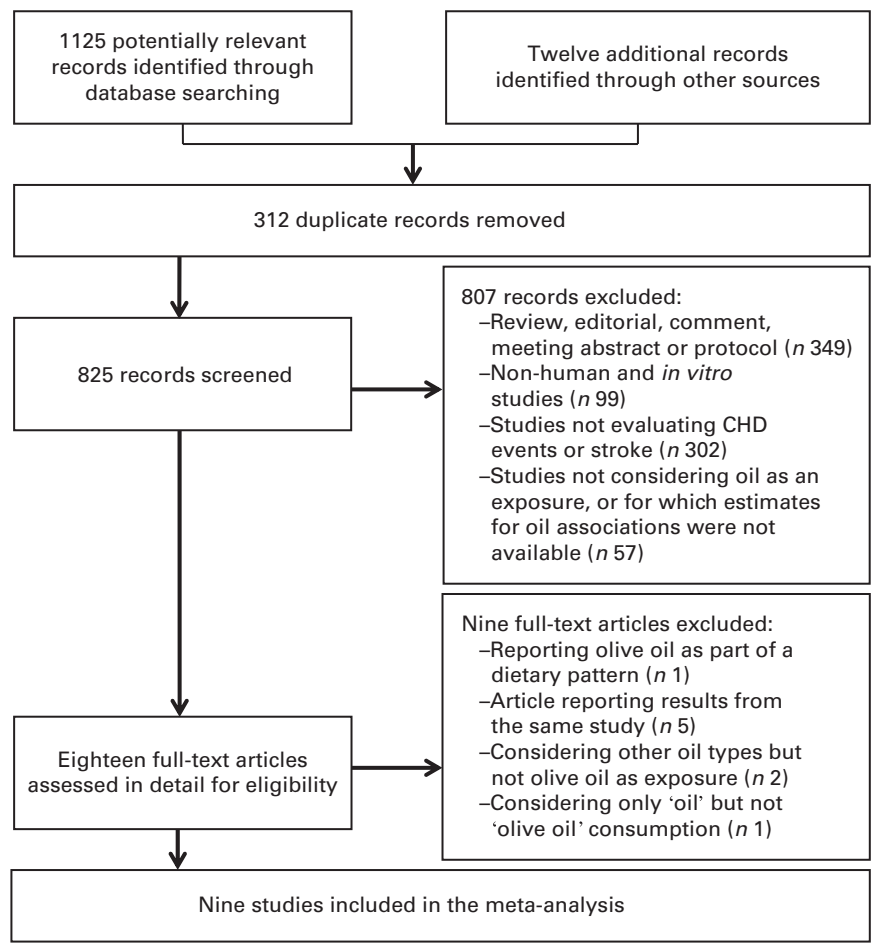 1125 potentially relevant
records identified through
database searching
Twelve additional records
identified through other sources
312 duplicate records removed
825 records screened
807 records excluded:
–Review, editorial, comment,
meeting abstract or protocol (n 349)
–Non-human and in vitro
studies (n 99)
–Studies not evaluating CHD
events or stroke (n 302)
–Studies not considering oil as an
exposure, or for which estimates
for oil associations were not
available (n 57)
Eighteen full-text articles
assessed in detail for eligibility
Nine full-text articles excluded:
–Reporting olive oil as part of a
dietary pattern (n 1)
–Article reporting results from
the same study (n 5)
–Considering other oil types but
not olive oil as exposure (n 2)
–Considering only ‘oil’ but not
‘olive oil’ consumption (n 1)
Nine studies included in the meta-analysis